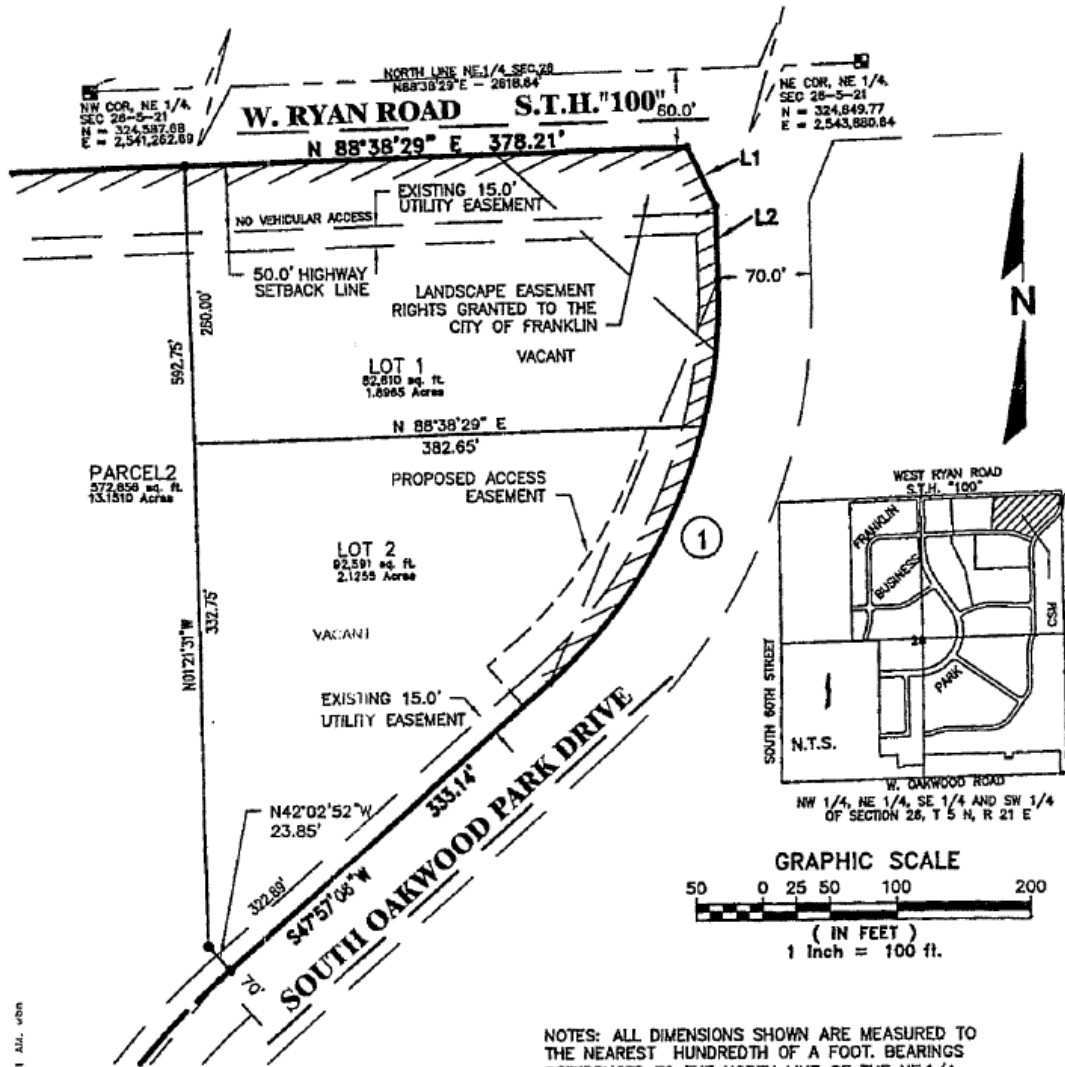 NORTH LINE NE.1/4 SEC.28
N88°38'29"E - 2618.64'
NW COR, NE 1/4,
SEC 28-5-21
N = 324,587.68
E = 2,541,262.69
W. RYAN ROAD S.T.H."100"
60.0'
NE COR, NE 1/4,
SEC 28-5-21
N = 324,649.77
E = 2,543,880.64
N 88°38'29" E 378.21'
L1
L2
EXISTING 15.0'
UTILITY EASEMENT
NO VEHICULAR ACCESS
50.0' HIGHWAY
SETBACK LINE
70.0'
LANDSCAPE EASEMENT
RIGHTS GRANTED TO THE
CITY OF FRANKLIN
VACANT
N
260.00'
592.75'
LOT 1
82,610 sq. ft.
1.8965 Acres
N 88°38'29" E
382.65'
PARCEL2
572,858 sq. ft.
13.1510 Acres
PROPOSED ACCESS
EASEMENT
1
LOT 2
92,591 sq. ft.
2.1255 Acres
332.75'
N01°21'31"W
VACANT
EXISTING 15.0'
UTILITY EASEMENT
N42°02'52"W
23.85'
333.14'
322.89'
S47°57'08"W
SOUTH OAKWOOD PARK DRIVE
70'
WEST RYAN ROAD
S.T.H. "100"
FRANKLIN
BUSINESS
PARK
CSM
28
SOUTH 60TH STREET
N.T.S.
W. OAKWOOD ROAD
NW 1/4, NE 1/4, SE 1/4 AND SW 1/4
OF SECTION 28, T 5 N, R 21 E
GRAPHIC SCALE
50 0 25 50 100 200
( IN FEET )
1 inch = 100 ft.
NOTES: ALL DIMENSIONS SHOWN ARE MEASURED TO
THE NEAREST HUNDREDTH OF A FOOT. BEARINGS